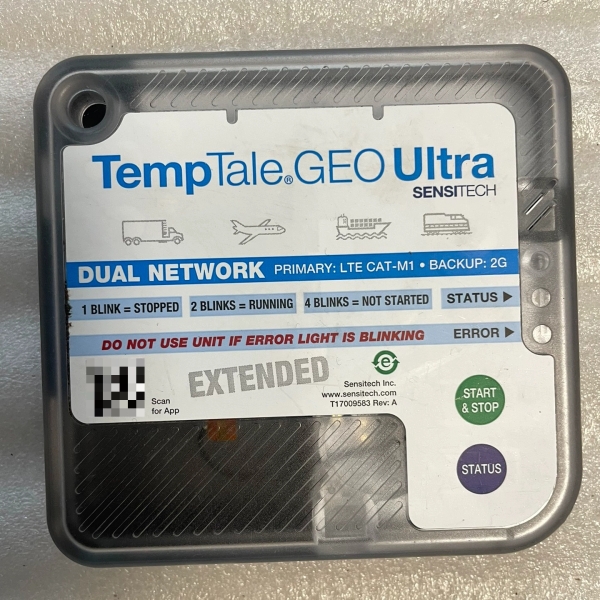 TempTale® GEO Ultra
SENSITECH
DUAL NETWORK PRIMARY: LTE CAT-M1 • BACKUP: 2G
1 BLINK = STOPPED 2 BLINKS = RUNNING 4 BLINKS = NOT STARTED STATUS ▶
DO NOT USE UNIT IF ERROR LIGHT IS BLINKING ERROR ▶
Scan
for App
EXTENDED
Sensitech Inc.
www.sensitech.com
T17009583 Rev: A
START
& STOP
STATUS